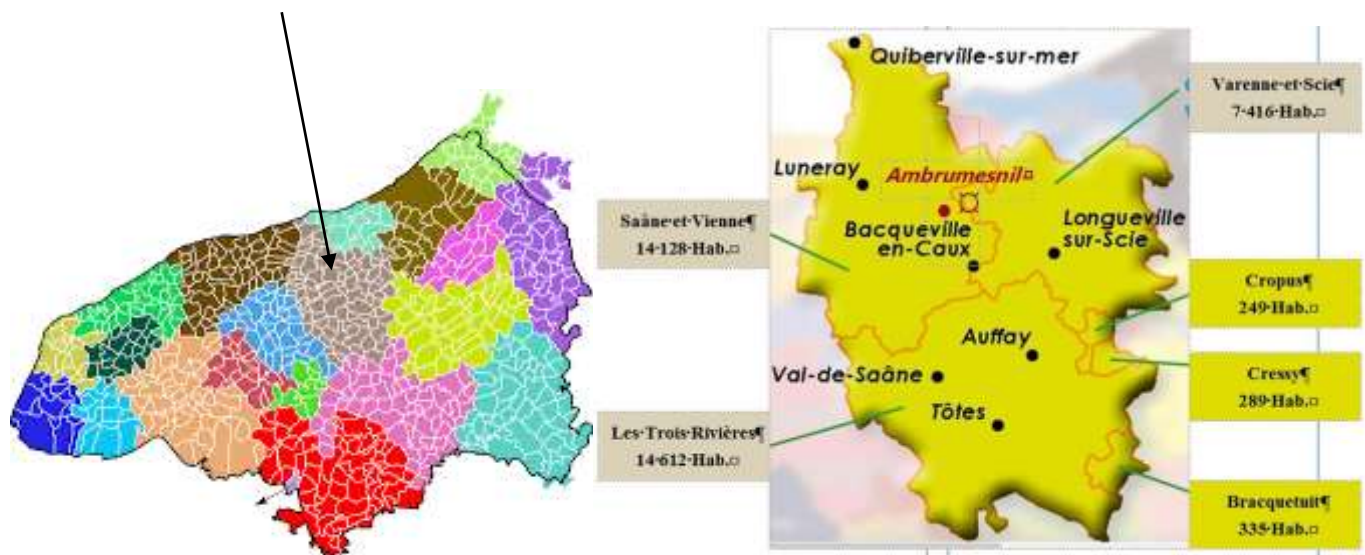 Quiberville-sur-mer
Varenne·et·Scie¶
7·416·Hab.¤
Luneray
Ambrumesnil¤
Saâne·et·Vienne¶
14·128·Hab.¤
Bacqueville
en-Caux
Longueville
sur-Scie
Cropus¶
249·Hab.¤
Auffay
Val-de-Saâne
Cressy¶
289·Hab.¤
Tôtes
Les·Trois·Rivières¶
14·612·Hab.¤
Bracquetuit¶
335·Hab.¤